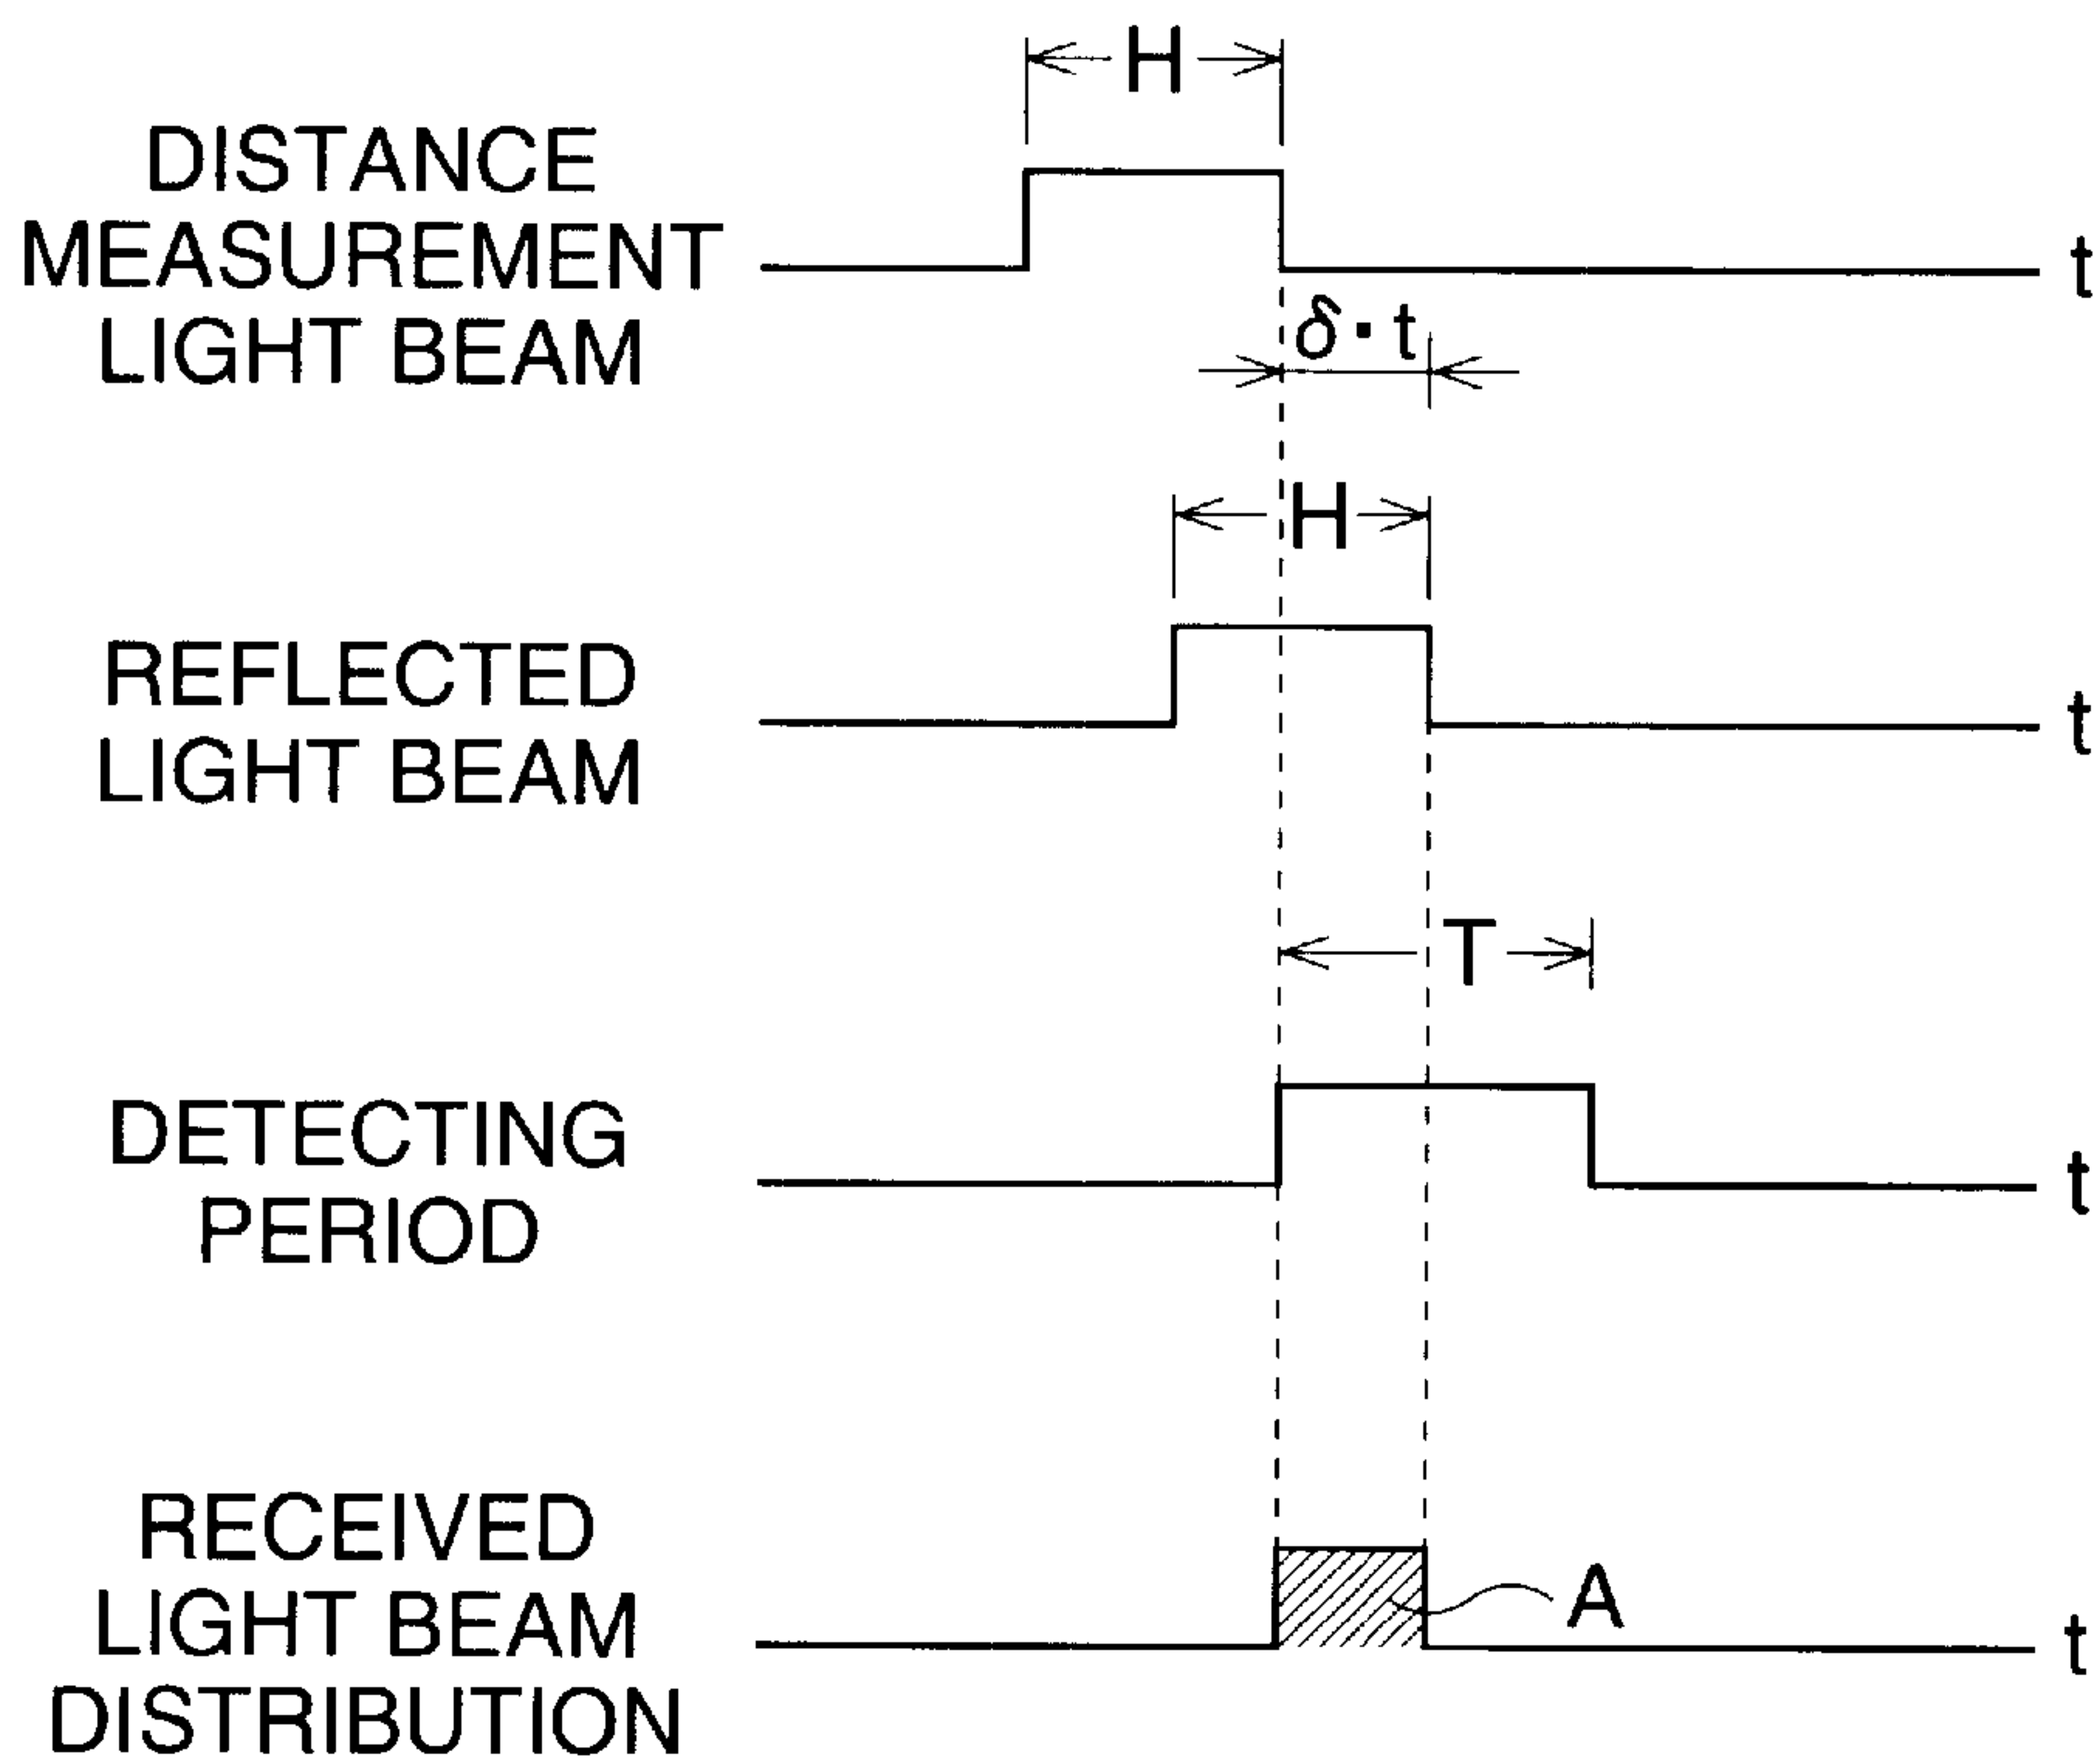 H
DISTANCE
MEASUREMENT
LIGHT BEAM
t
δ・t
H
REFLECTED
LIGHT BEAM
t
T
DETECTING
PERIOD
t
RECEIVED
LIGHT BEAM
DISTRIBUTION
A
t